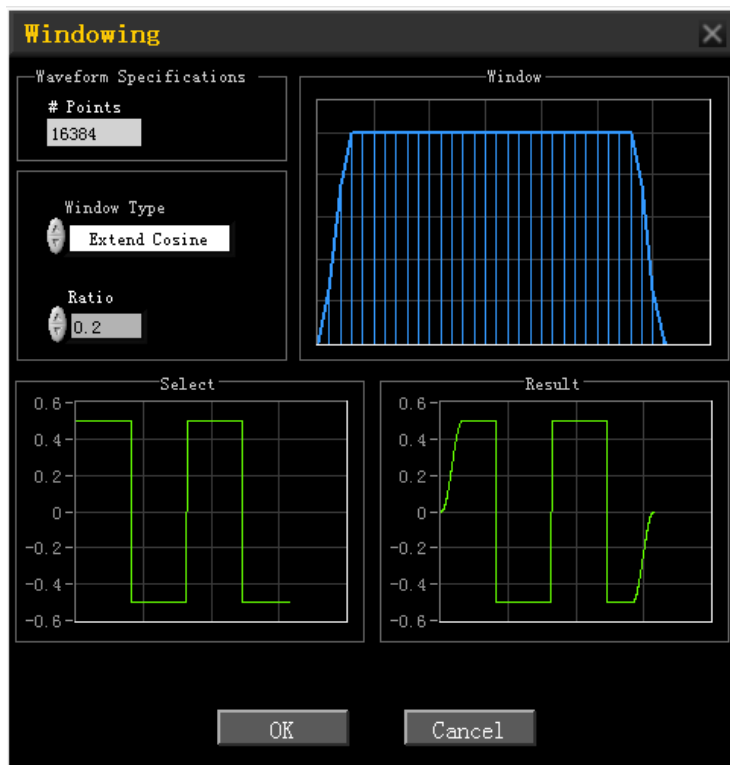 Windowing
Waveform Specifications
# Points
16384
Window
Window Type
Extend Cosine
Ratio
0.2
Select
0.6
0.4
0.2
0
-0.2
-0.4
-0.6
Result
0.6
0.4
0.2
0
-0.2
-0.4
-0.6
OK
Cancel